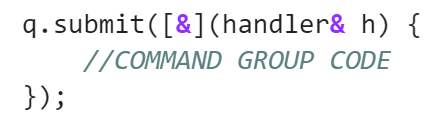 q.submit([&](handler& h) {
    //COMMAND GROUP CODE
});